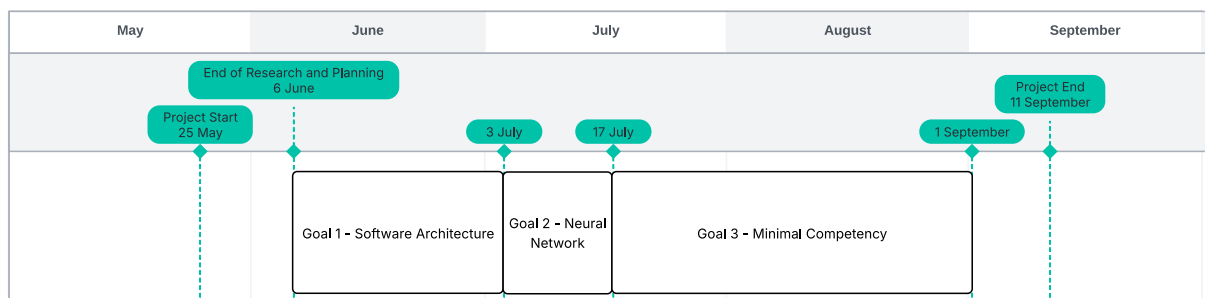 May
June
July
August
September
End of Research and Planning
6 June
Project Start
25 May
3 July
17 July
1 September
Project End
11 September
Goal 1 - Software Architecture
Goal 2 - Neural
Network
Goal 3 - Minimal Competency